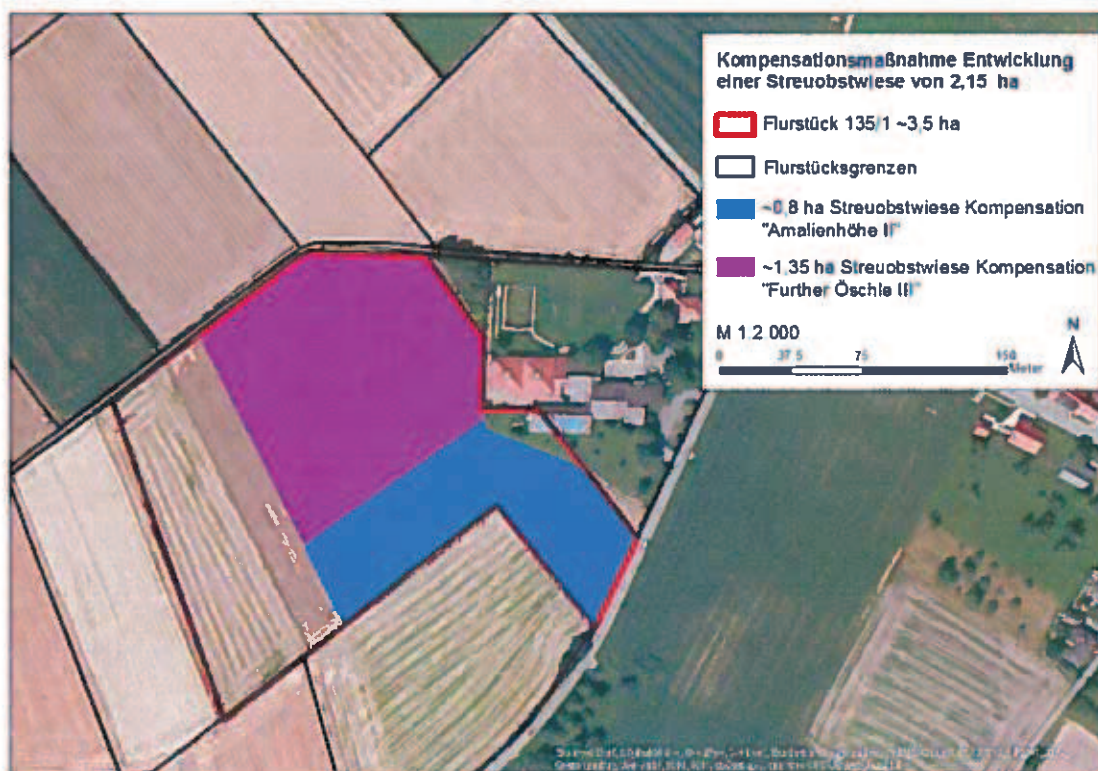 Kompensationsmaßnahme Entwicklung
einer Streuobstwiese von 2,15 ha
Flurstück 135/1 ~3,5 ha
Flurstücksgrenzen
~0,8 ha Streuobstwiese Kompensation
"Amalienhöhe II"
~1,35 ha Streuobstwiese Kompensation
"Further Öschle III"
M 1:2.000
N
0 37,5 75 150
Meter